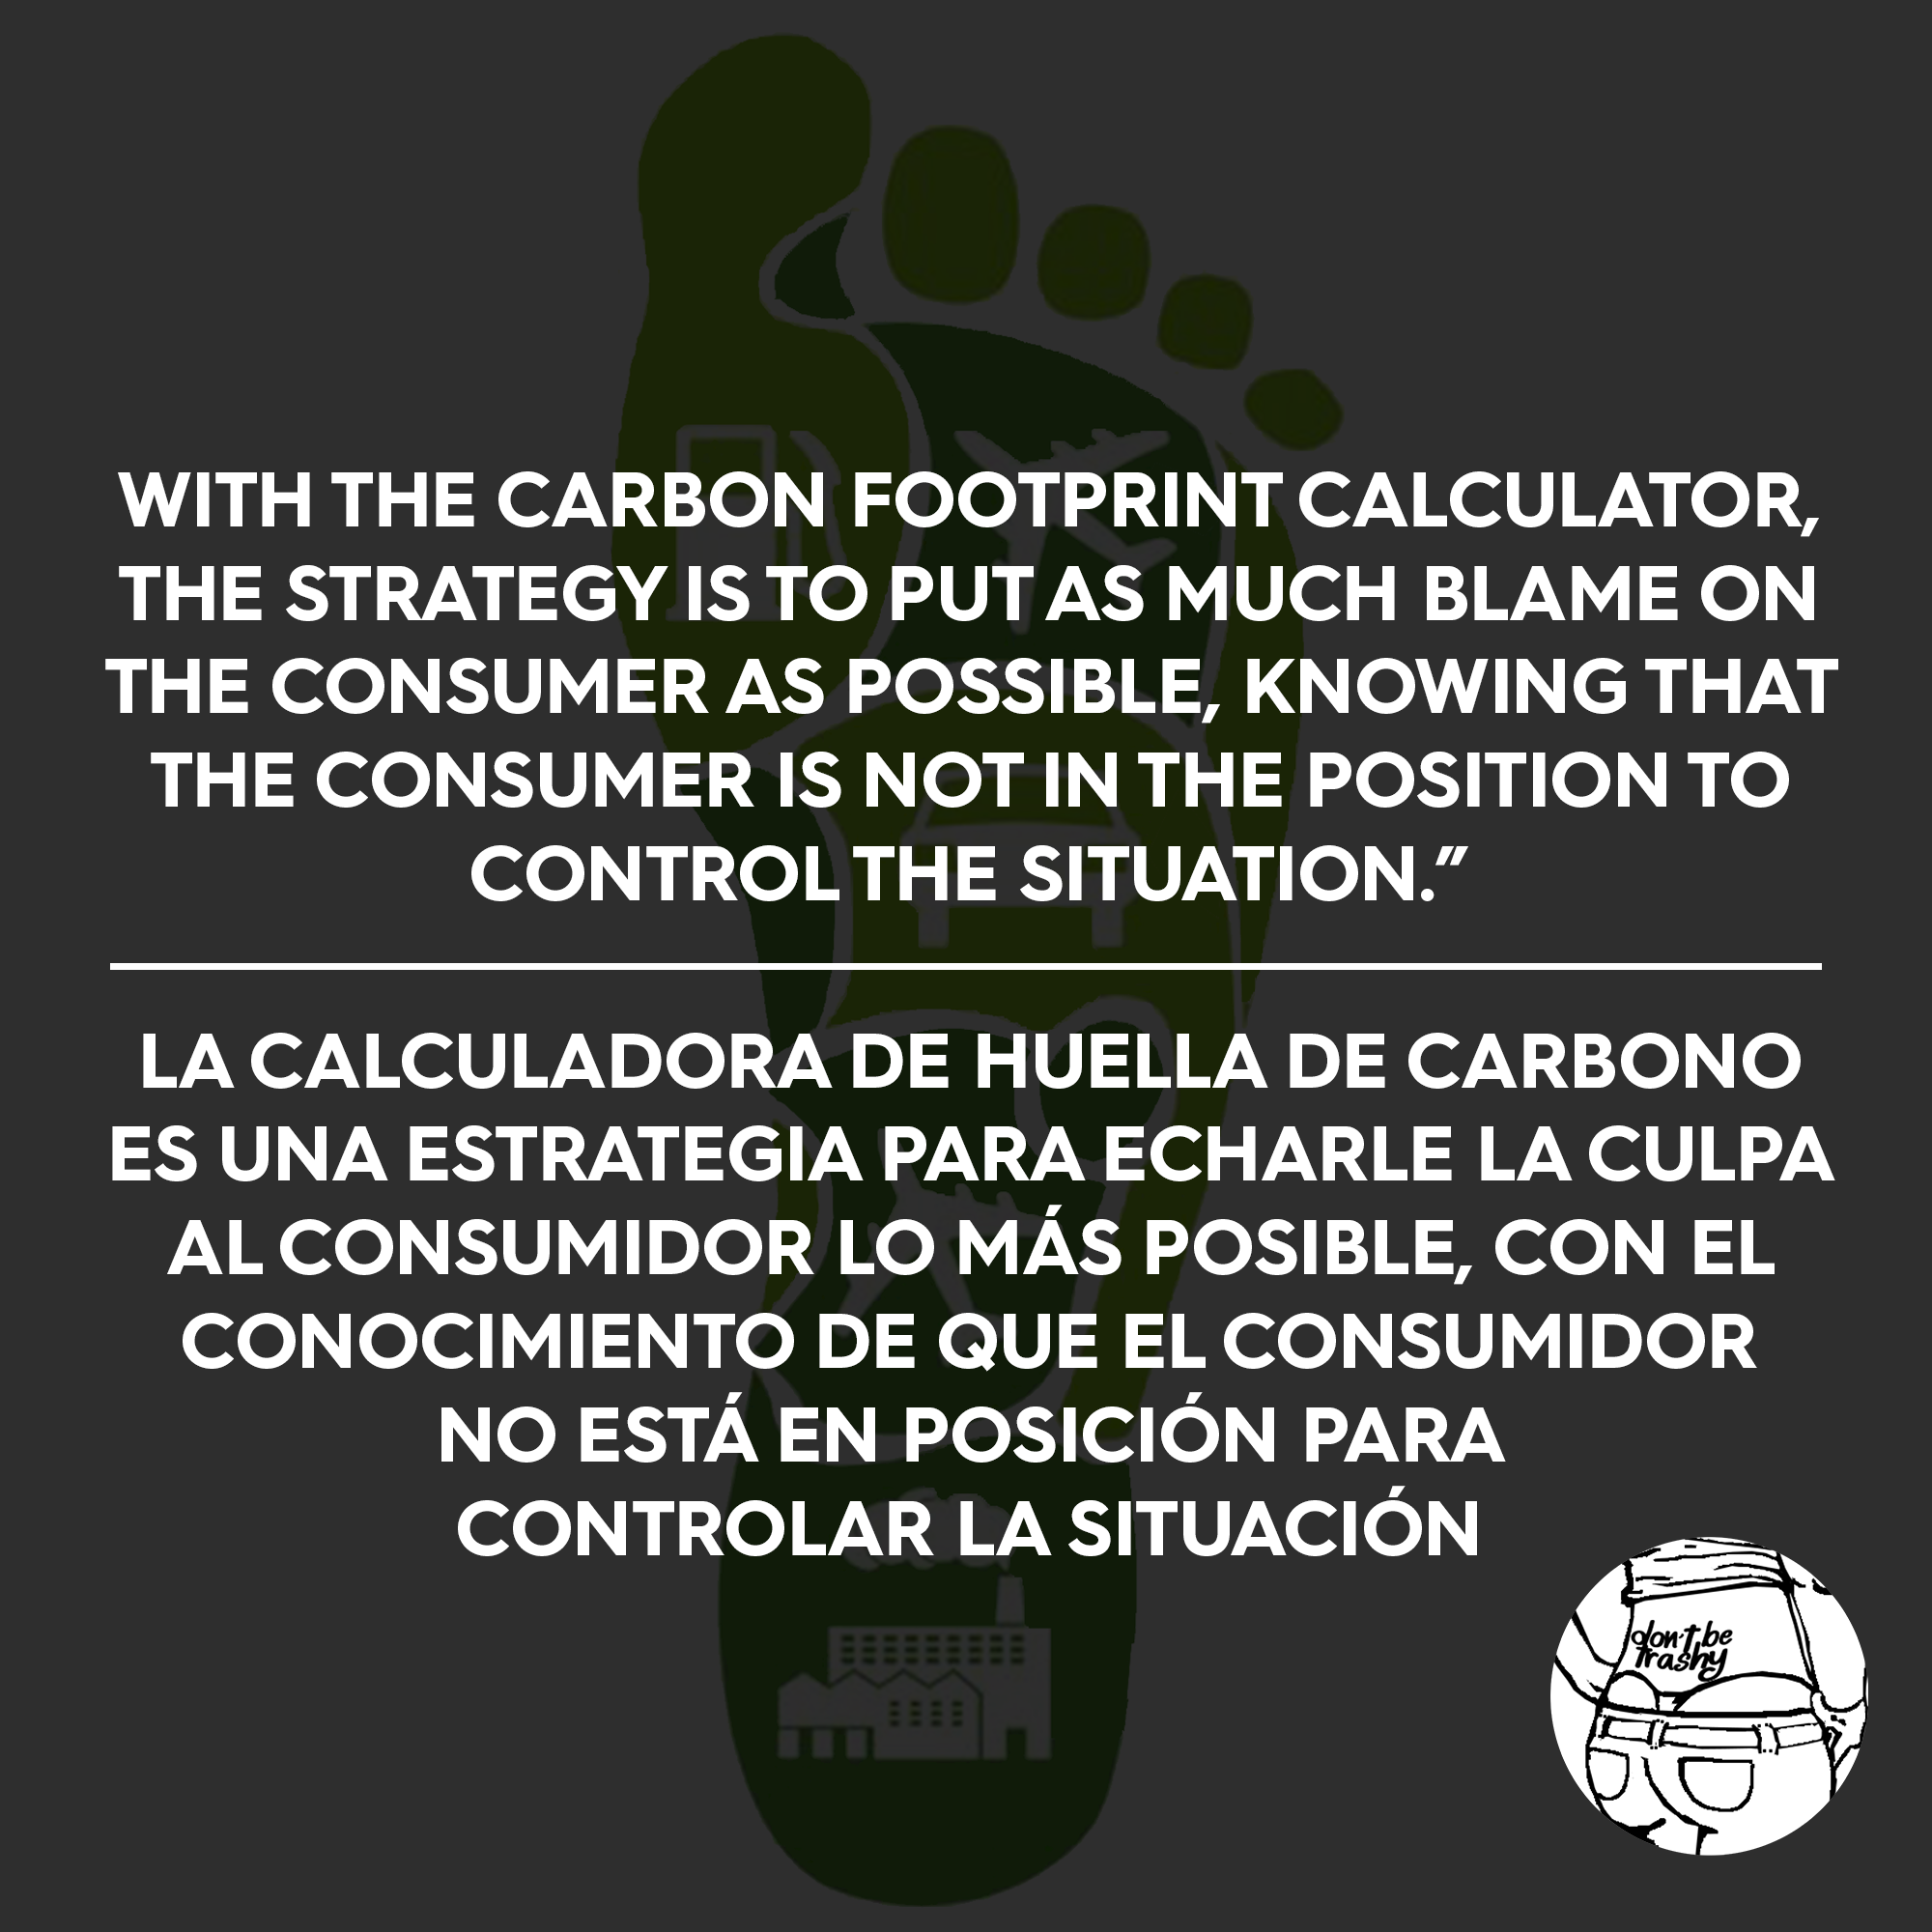 WITH THE CARBON FOOTPRINT CALCULATOR,
THE STRATEGY IS TO PUT AS MUCH BLAME ON
THE CONSUMER AS POSSIBLE, KNOWING THAT
THE CONSUMER IS NOT IN THE POSITION TO
CONTROL THE SITUATION.”
LA CALCULADORA DE HUELLA DE CARBONO
ES UNA ESTRATEGIA PARA ECHARLE LA CULPA
AL CONSUMIDOR LO MÁS POSIBLE, CON EL
CONOCIMIENTO DE QUE EL CONSUMIDOR
NO ESTÁ EN POSICIÓN PARA
CONTROLAR LA SITUACIÓN
don't be
trashy